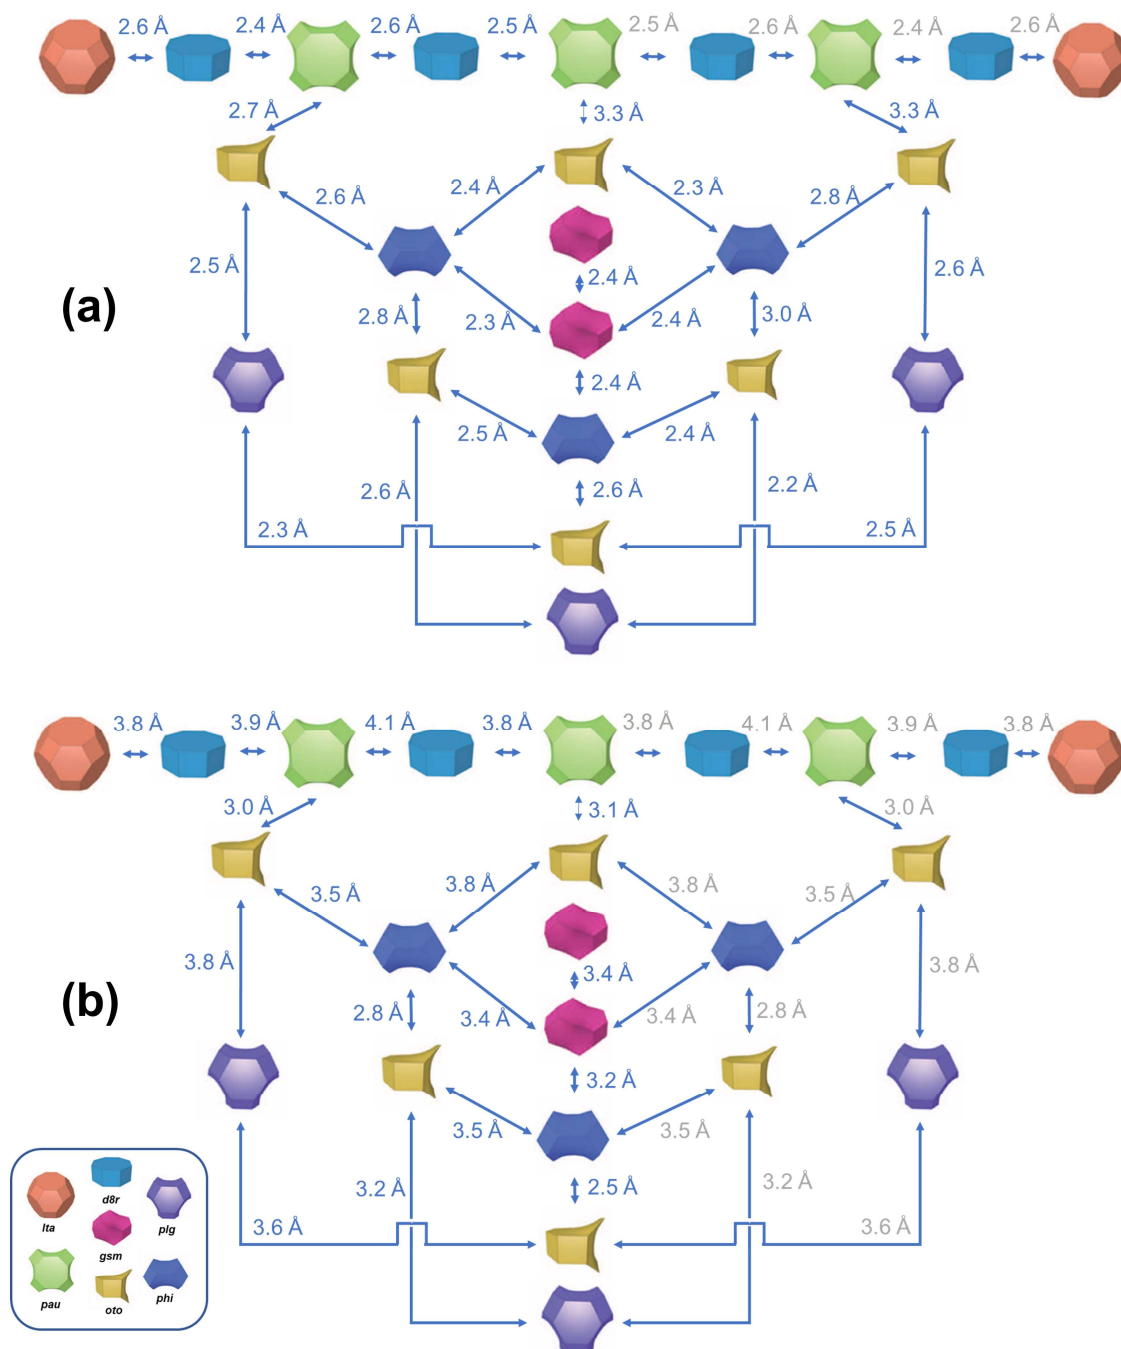 2.6 Å 2.4 Å 2.6 Å 2.5 Å 2.5 Å 2.6 Å 2.4 Å 2.6 Å
2.7 Å 3.3 Å 3.3 Å
2.6 Å 2.4 Å 2.3 Å 2.8 Å
2.5 Å 2.4 Å 2.6 Å
(a)
2.8 Å 2.3 Å 2.4 Å 3.0 Å
2.4 Å
2.5 Å 2.4 Å
2.6 Å 2.6 Å 2.2 Å
2.3 Å 2.5 Å
3.8 Å 3.9 Å 4.1 Å 3.8 Å 3.8 Å 4.1 Å 3.9 Å 3.8 Å
3.0 Å 3.1 Å 3.0 Å
3.5 Å 3.8 Å 3.8 Å 3.5 Å
3.8 Å 3.4 Å 3.8 Å
(b)
2.8 Å 3.4 Å 3.4 Å 2.8 Å
3.2 Å
3.5 Å 3.5 Å
3.2 Å 2.5 Å 3.2 Å
3.6 Å 3.6 Å
lta d8r plg
gsm
pau oto phi